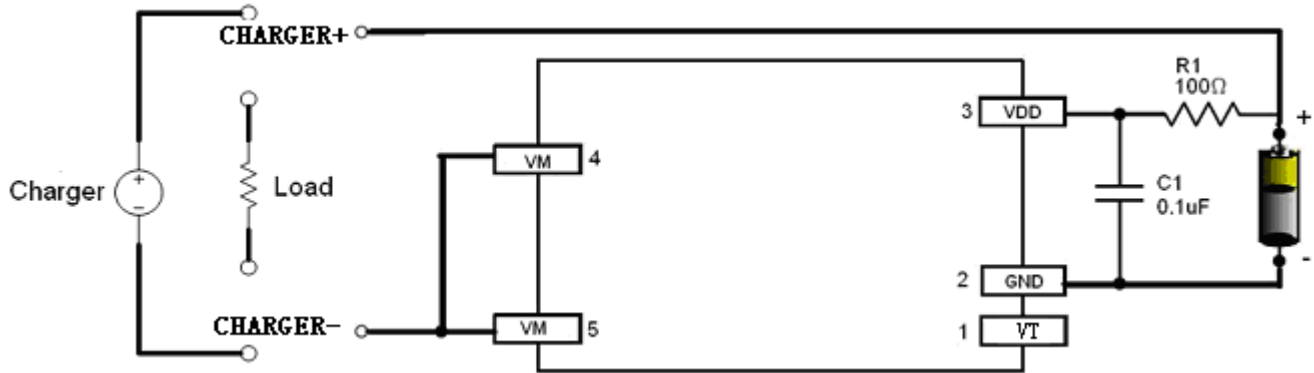 CHARGER+
R1
100Ω
3 VDD
VM 4
+
Charger
+
−
Load
C1
0.1uF
2 GND
-
CHARGER-
VM 5
1 VT